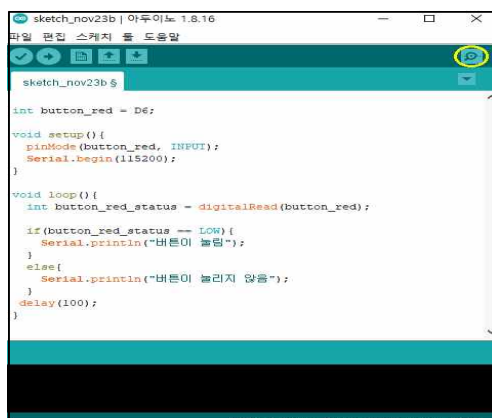 sketch_nov23b | 아두이노 1.8.16
파일 편집 스케치 툴 도움말
sketch_nov23b §
int button_red = D6;
void setup(){
pinMode(button_red, INPUT);
Serial.begin(115200);
}
void loop(){
int button_red_status = digitalRead(button_red);
if(button_red_status == LOW){
Serial.println("버튼이 눌림");
}
else{
Serial.println("버튼이 눌리지 않음");
}
delay(100);
}